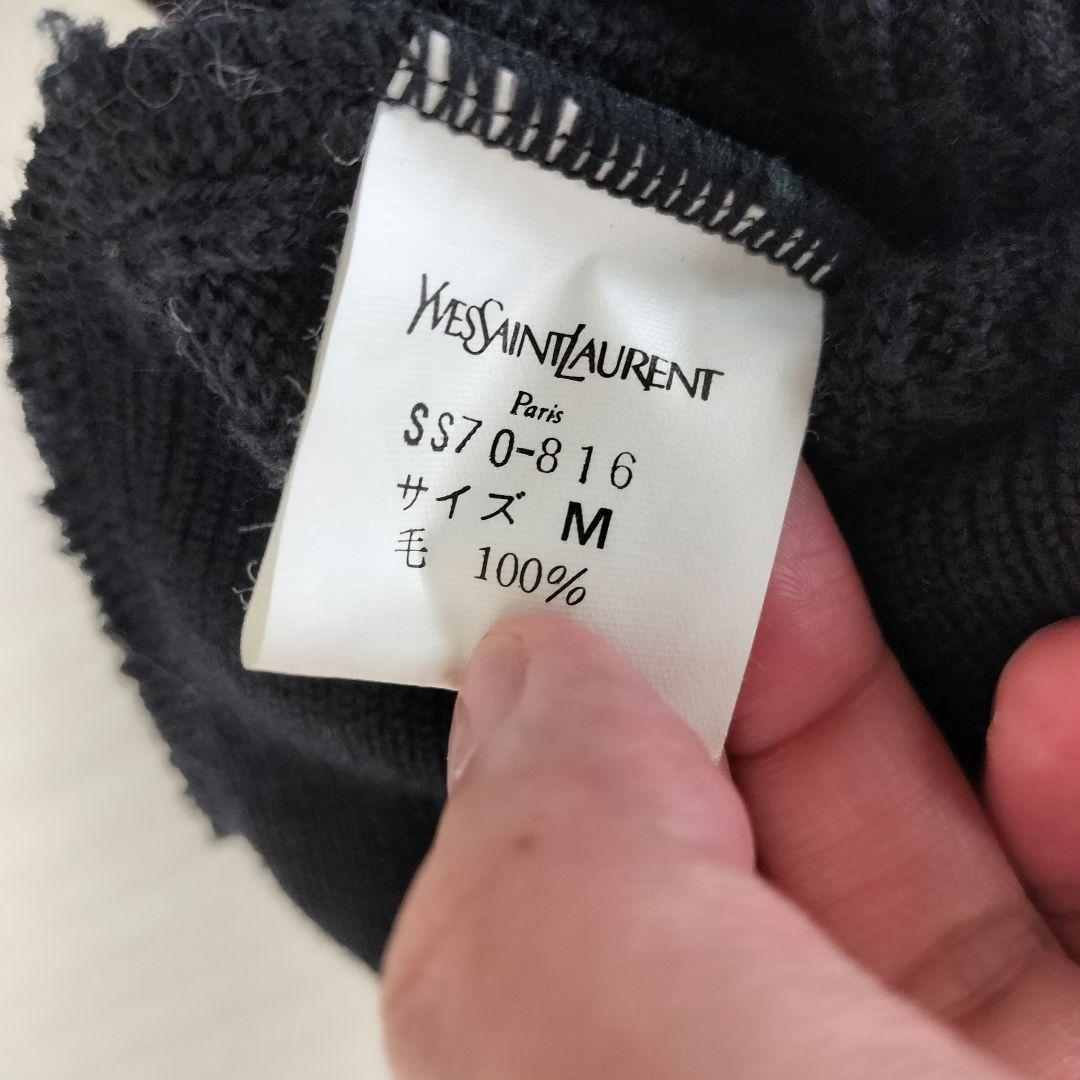 YVESSAINTLAURENT
Paris
SS70-816
サイズ M
毛 100%